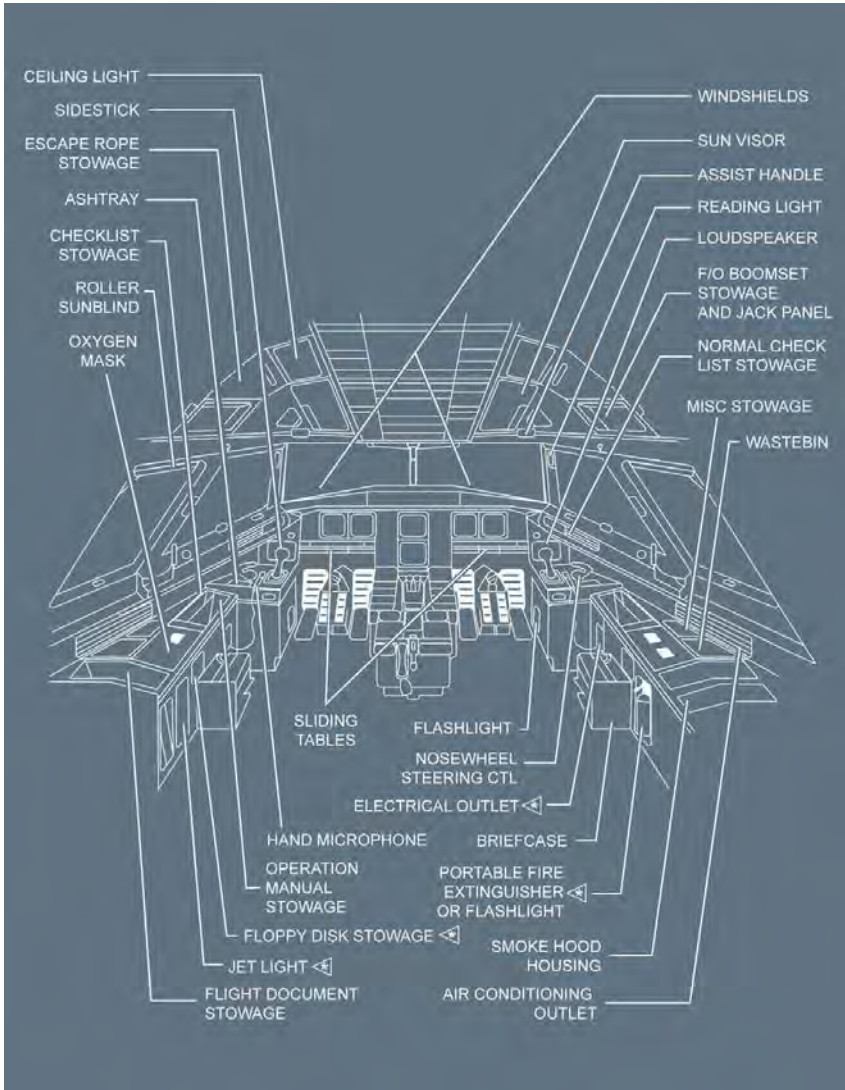 CEILING LIGHT
SIDESTICK
ESCAPE ROPE
STOWAGE
ASHTRAY
CHECKLIST
STOWAGE
ROLLER
SUNBLIND
OXYGEN
MASK
WINDSHIELDS
SUN VISOR
ASSIST HANDLE
READING LIGHT
LOUDSPEAKER
F/O BOOMSET
STOWAGE
AND JACK PANEL
NORMAL CHECK
LIST STOWAGE
MISC STOWAGE
WASTEBIN
SLIDING
TABLES
FLASHLIGHT
NOSEWHEEL
STEERING CTL
ELECTRICAL OUTLET
HAND MICROPHONE
BRIEFCASE
OPERATION
MANUAL
STOWAGE
PORTABLE FIRE
EXTINGUISHER
OR FLASHLIGHT
FLOPPY DISK STOWAGE
SMOKE HOOD
HOUSING
JET LIGHT
FLIGHT DOCUMENT
STOWAGE
AIR CONDITIONING
OUTLET